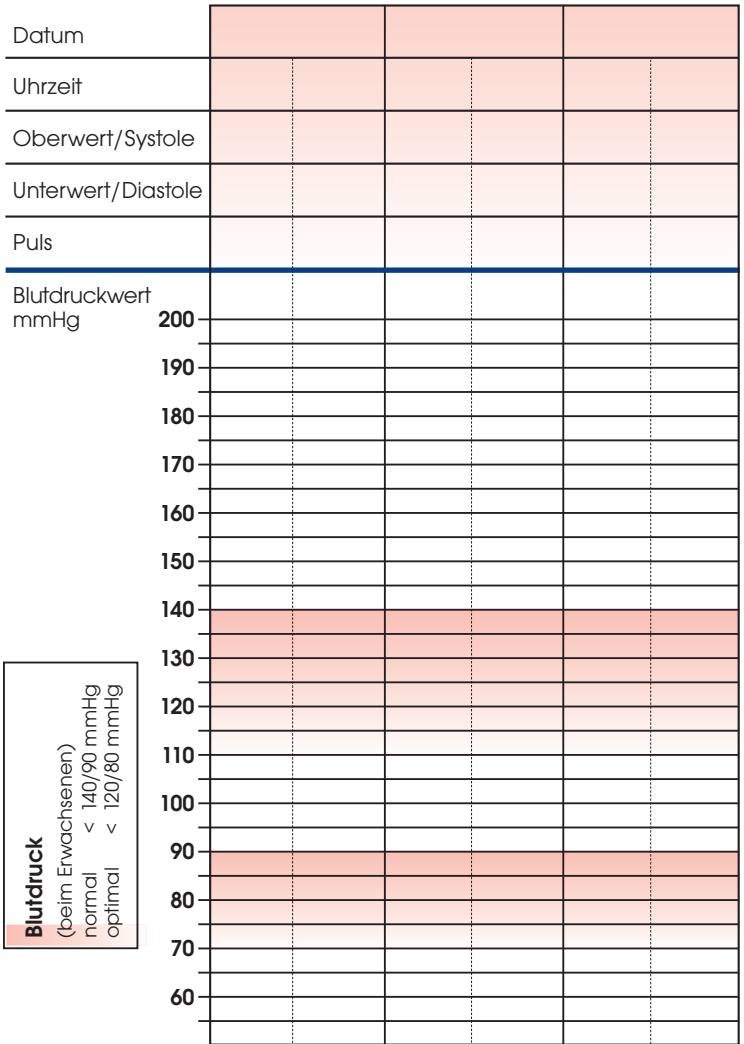 Datum
Uhrzeit
Oberwert/Systole
Unterwert/Diastole
Puls
Blutdruckwert
mmHg
200
190
180
170
160
150
140
130
120
110
100
90
80
70
60
Blutdruck
(beim Erwachsenen)
normal < 140/90 mmHg
optimal < 120/80 mmHg